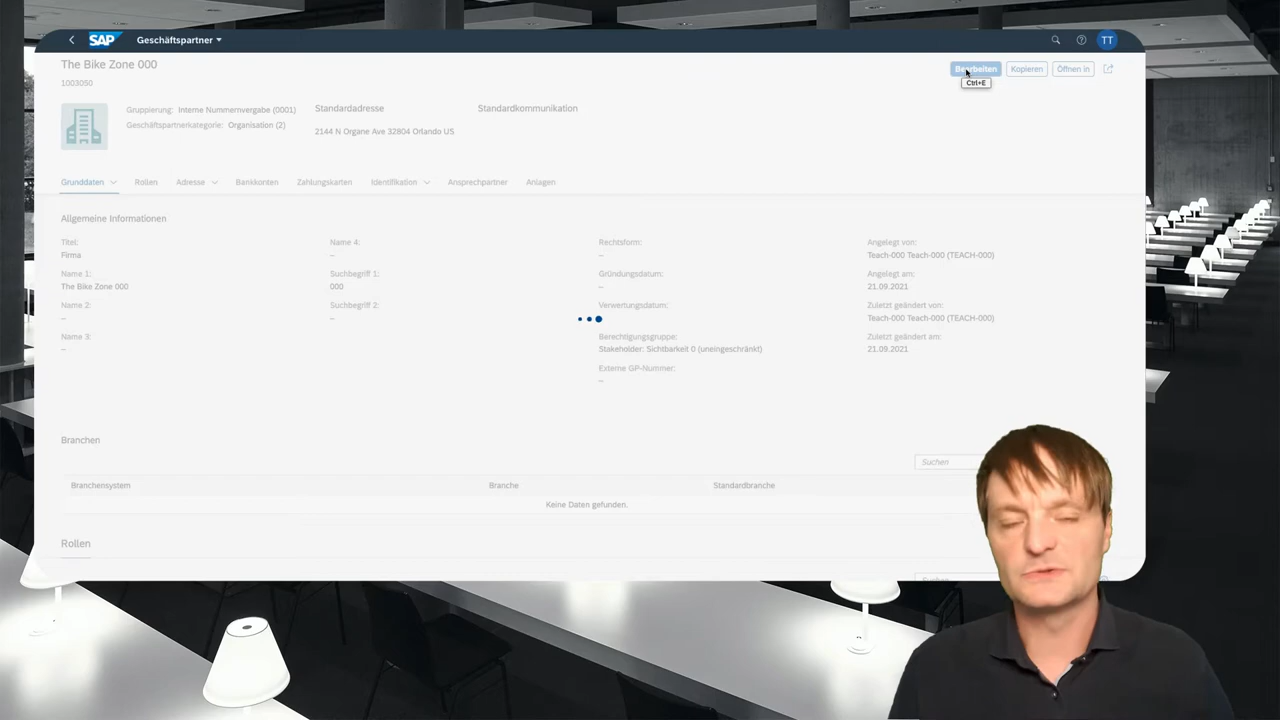 SAP Geschäftspartner TT
The Bike Zone 000
Bearbeiten Kopieren Öffnen in
1003050
Ctrl+E
Gruppierung: Interne Nummernvergabe (0001)
Geschäftspartnerkategorie: Organisation (2)
Standardadresse
2144 N Organe Ave 32804 Orlando US
Standardkommunikation
Grunddaten Rollen Adresse Bankkonten Zahlungskarten Identifikation Ansprechpartner Anlagen
Allgemeine Informationen
Titel:
Firma
Name 1:
The Bike Zone 000
Name 2:
–
Name 3:
–
Name 4:
–
Suchbegriff 1:
000
Suchbegriff 2:
–
Rechtsform:
–
Gründungsdatum:
–
Verwertungsdatum:
Berechtigungsgruppe:
Stakeholder: Sichtbarkeit 0 (uneingeschränkt)
Externe GP-Nummer:
–
Angelegt von:
Teach-000 Teach-000 (TEACH-000)
Angelegt am:
21.09.2021
Zuletzt geändert von:
Teach-000 Teach-000 (TEACH-000)
Zuletzt geändert am:
21.09.2021
Branchen
Suchen
Branchensystem Branche Standardbranche
Keine Daten gefunden.
Rollen